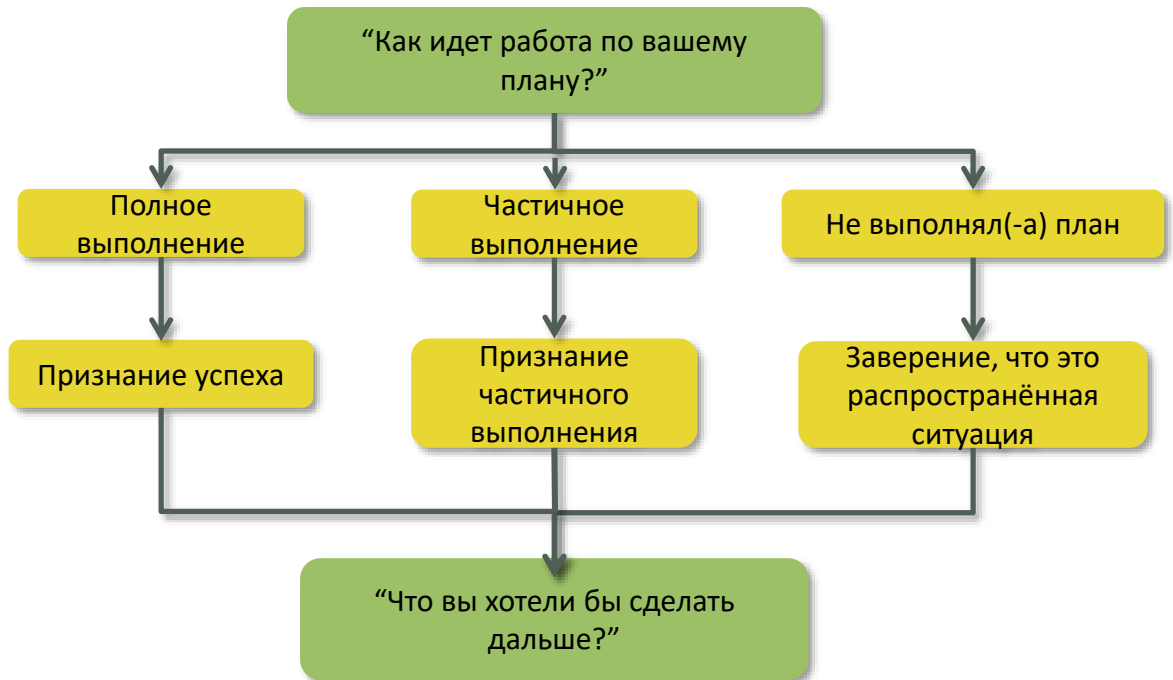 “Как идет работа по вашему
плану?”
Полное
выполнение
Частичное
выполнение
Не выполнял(-а) план
Признание успеха
Признание
частичного
выполнения
Заверение, что это
распространённая
ситуация
“Что вы хотели бы сделать
дальше?”